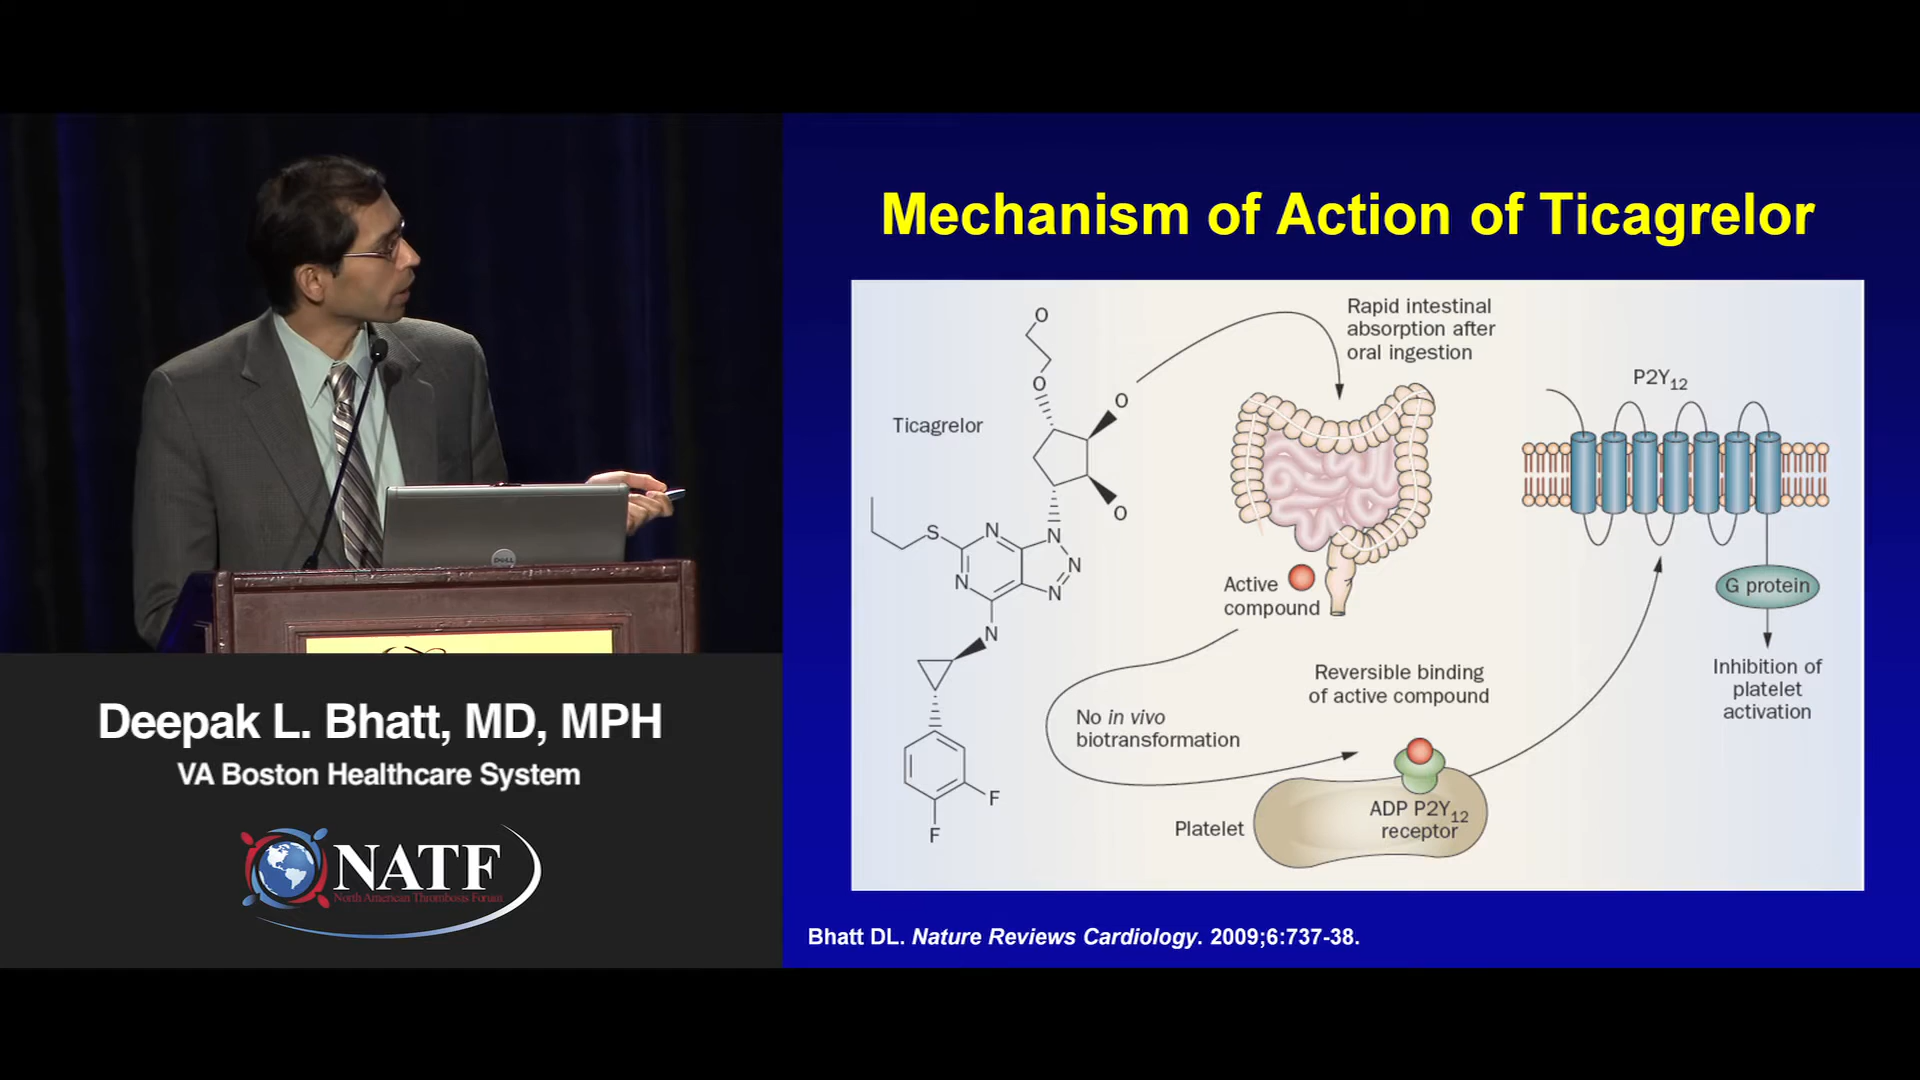 Mechanism of Action of Ticagrelor
Rapid intestinal
absorption after
oral ingestion
Ticagrelor
O
O
O
O
S
N
N
N
N
N
N
F
F
P2Y12
Active
compound
G protein
Inhibition of
platelet
activation
Reversible binding
of active compound
No in vivo
biotransformation
Platelet
ADP P2Y12
receptor
Bhatt DL. Nature Reviews Cardiology. 2009;6:737-38.
DELL
Deepak L. Bhatt, MD, MPH
VA Boston Healthcare System
NATF
North American Thrombosis Forum